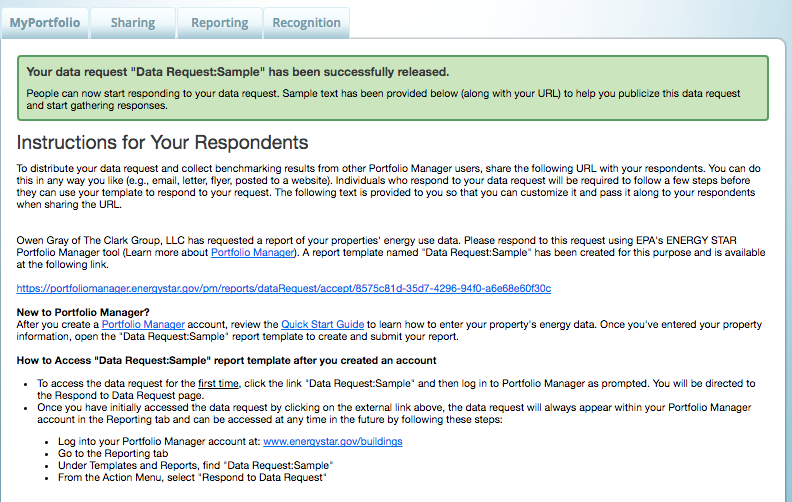 MyPortfolio
Sharing
Reporting
Recognition
Your data request "Data Request:Sample" has been successfully released.
People can now start responding to your data request. Sample text has been provided below (along with your URL) to help you publicize this data request
and start gathering responses.
Instructions for Your Respondents
To distribute your data request and collect benchmarking results from other Portfolio Manager users, share the following URL with your respondents. You can do
this in any way you like (e.g., email, letter, flyer, posted to a website). Individuals who respond to your data request will be required to follow a few steps before
they can use your template to respond to your request. The following text is provided to you so that you can customize it and pass it along to your respondents
when sharing the URL.
Owen Gray of The Clark Group, LLC has requested a report of your properties' energy use data. Please respond to this request using EPA's ENERGY STAR
Portfolio Manager tool (Learn more about Portfolio Manager). A report template named "Data Request:Sample" has been created for this purpose and is available
at the following link.
https://portfoliomanager.energystar.gov/pm/reports/dataRequest/accept/8575c81d-35d7-4296-94f0-a6e68e60f30c
New to Portfolio Manager?
After you create a Portfolio Manager account, review the Quick Start Guide to learn how to enter your property's energy data. Once you've entered your property
information, open the "Data Request:Sample" report template to create and submit your report.
How to Access "Data Request:Sample" report template after you created an account
• To access the data request for the first time, click the link "Data Request:Sample" and then log in to Portfolio Manager as prompted. You will be directed to
the Respond to Data Request page.
• Once you have initially accessed the data request by clicking on the external link above, the data request will always appear within your Portfolio Manager
account in the Reporting tab and can be accessed at any time in the future by following these steps:
• Log into your Portfolio Manager account at: www.energystar.gov/buildings
• Go to the Reporting tab
• Under Templates and Reports, find "Data Request:Sample"
• From the Action Menu, select "Respond to Data Request"